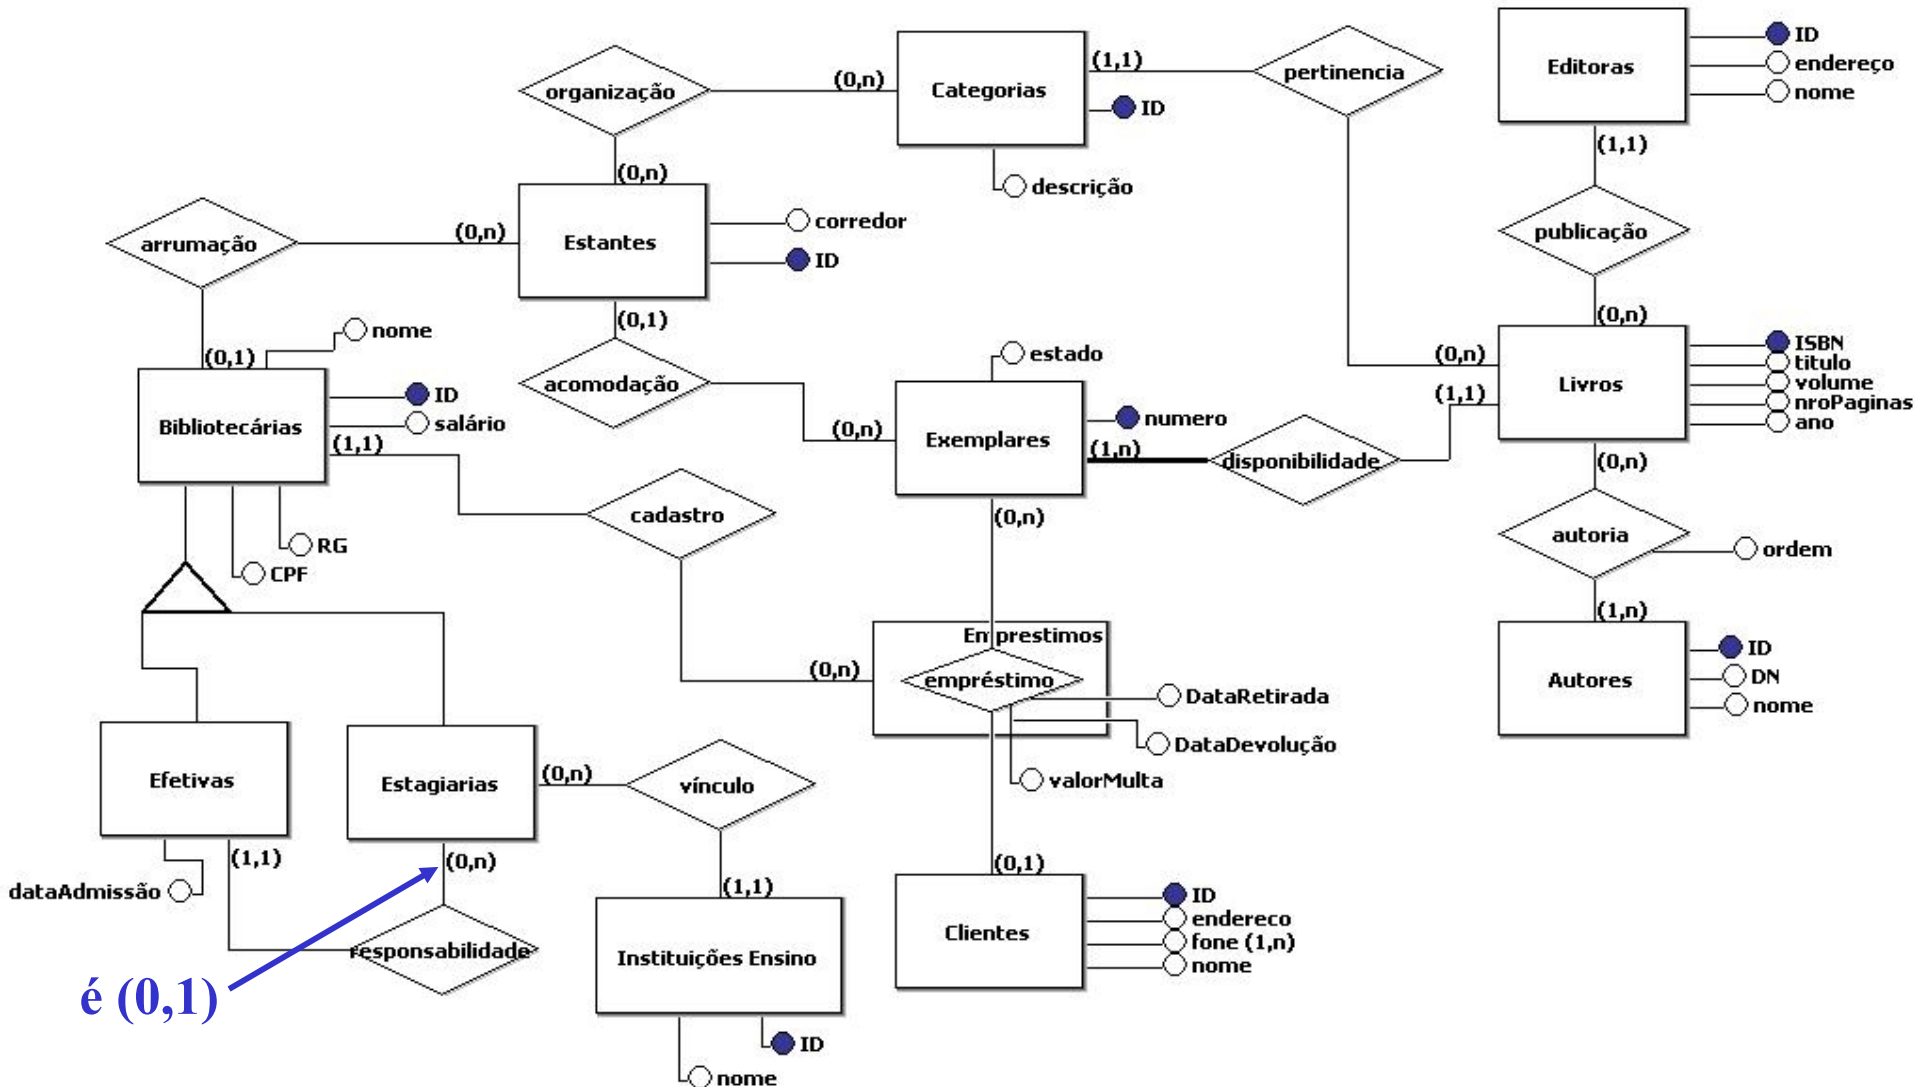 ID
Editoras
endereço
nome
(1,1)
organização
(0,n)
Categorias
(1,1)
pertinencia
ID
descrição
(0,n)
publicação
arrumação
(0,n)
Estantes
corredor
ID
(0,n)
(0,1)
nome
(0,1)
acomodação
estado
(0,n)
ISBN
titulo
Livros
volume
nroPaginas
ano
(1,1)
ID
salário
Bibliotecárias
(1,1)
(0,n)
Exemplares
numero
(1,n)
disponibilidade
(0,n)
cadastro
(0,n)
autoria
ordem
RG
CPF
(1,n)
Emprestimos
empréstimo
(0,n)
DataRetirada
DataDevolução
valorMulta
Autores
ID
DN
nome
Efetivas
Estagiarias
(0,n)
vínculo
(1,1)
(0,n)
dataAdmissão
(1,1)
(0,1)
responsabilidade
Instituições Ensino
Clientes
ID
endereco
fone (1,n)
nome
é (0,1)
ID
nome